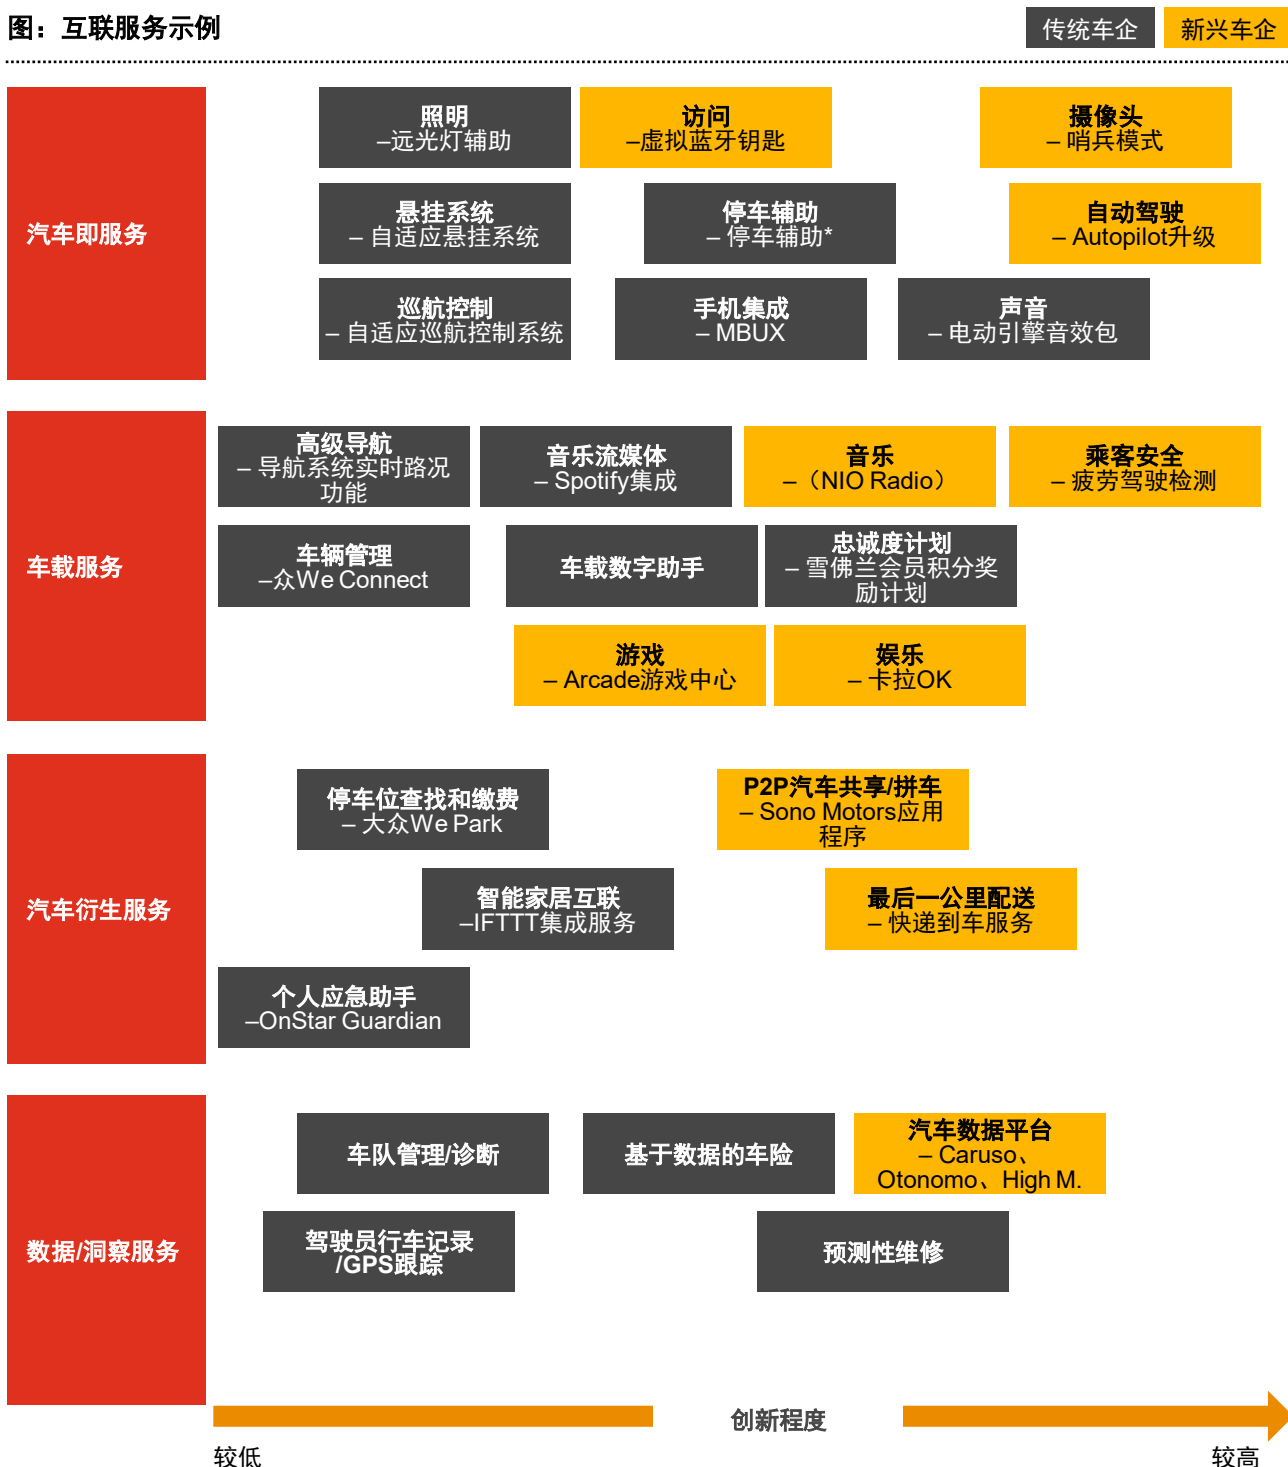 图：互联服务示例
传统车企
新兴车企
汽车即服务
照明
–远光灯辅助
访问
–虚拟蓝牙钥匙
摄像头
– 哨兵模式
悬挂系统
– 自适应悬挂系统
停车辅助
– 停车辅助*
自动驾驶
– Autopilot升级
巡航控制
– 自适应巡航控制系统
手机集成
– MBUX
声音
– 电动引擎音效包
车载服务
高级导航
– 导航系统实时路况
功能
音乐流媒体
– Spotify集成
音乐
–（NIO Radio）
乘客安全
– 疲劳驾驶检测
车辆管理
–众We Connect
车载数字助手
忠诚度计划
– 雪佛兰会员积分奖
励计划
游戏
– Arcade游戏中心
娱乐
– 卡拉OK
汽车衍生服务
停车位查找和缴费
– 大众We Park
P2P汽车共享/拼车
– Sono Motors应用
程序
智能家居互联
–IFTTT集成服务
最后一公里配送
– 快递到车服务
个人应急助手
–OnStar Guardian
数据/洞察服务
车队管理/诊断
基于数据的车险
汽车数据平台
– Caruso、
Otonomo、High M.
驾驶员行车记录
/GPS跟踪
预测性维修
创新程度
较低
较高